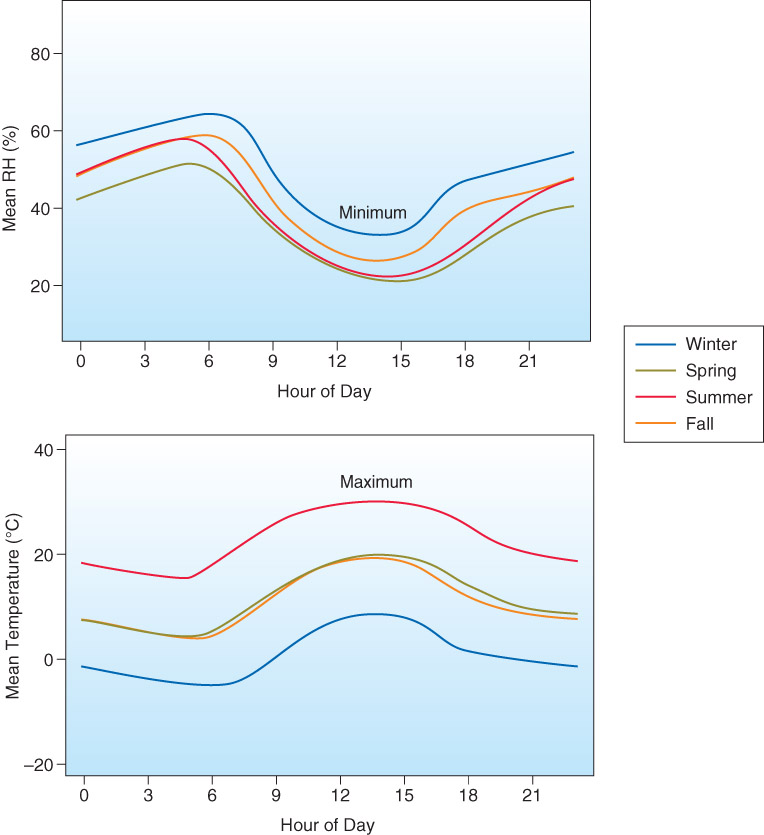 Mean RH (%)
80
60
40
20
Minimum
0 3 6 9 12 15 18 21
Hour of Day
Winter
Spring
Summer
Fall
Mean Temperature (°C)
40
20
0
–20
Maximum
0 3 6 9 12 15 18 21
Hour of Day